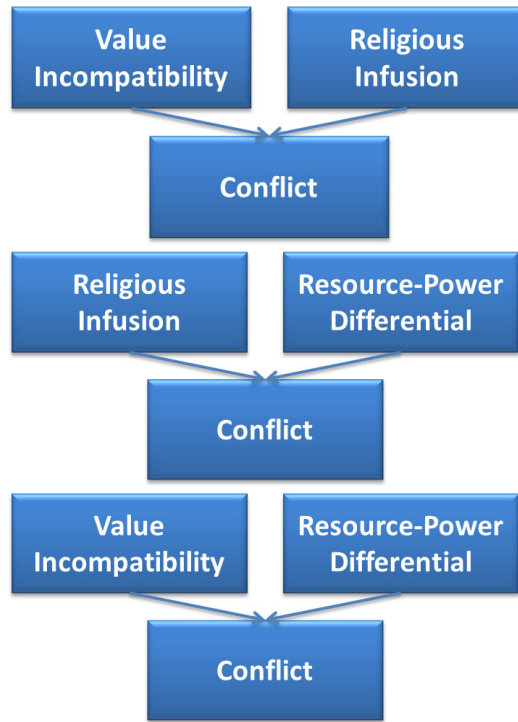 Value
Incompatibility
Religious
Infusion
Conflict
Religious
Infusion
Resource-Power
Differential
Conflict
Value
Incompatibility
Resource-Power
Differential
Conflict